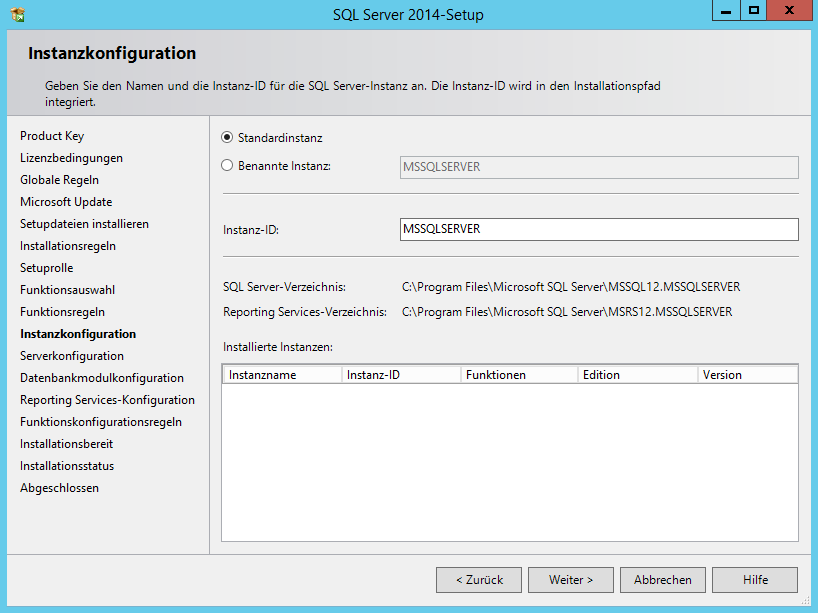 SQL Server 2014-Setup
Instanzkonfiguration
Geben Sie den Namen und die Instanz-ID für die SQL Server-Instanz an. Die Instanz-ID wird in den Installationspfad
integriert.
Product Key
Lizenzbedingungen
Globale Regeln
Microsoft Update
Setupdateien installieren
Installationsregeln
Setuprolle
Funktionsauswahl
Funktionsregeln
Instanzkonfiguration
Serverkonfiguration
Datenbankmodulkonfiguration
Reporting Services-Konfiguration
Funktionskonfigurationsregeln
Installationsbereit
Installationsstatus
Abgeschlossen
Standardinstanz
Benannte Instanz: MSSQLSERVER
Instanz-ID: MSSQLSERVER
SQL Server-Verzeichnis: C:\Program Files\Microsoft SQL Server\MSSQL12.MSSQLSERVER
Reporting Services-Verzeichnis: C:\Program Files\Microsoft SQL Server\MSRS12.MSSQLSERVER
Installierte Instanzen:
Instanzname Instanz-ID Funktionen Edition Version
< Zurück Weiter > Abbrechen Hilfe